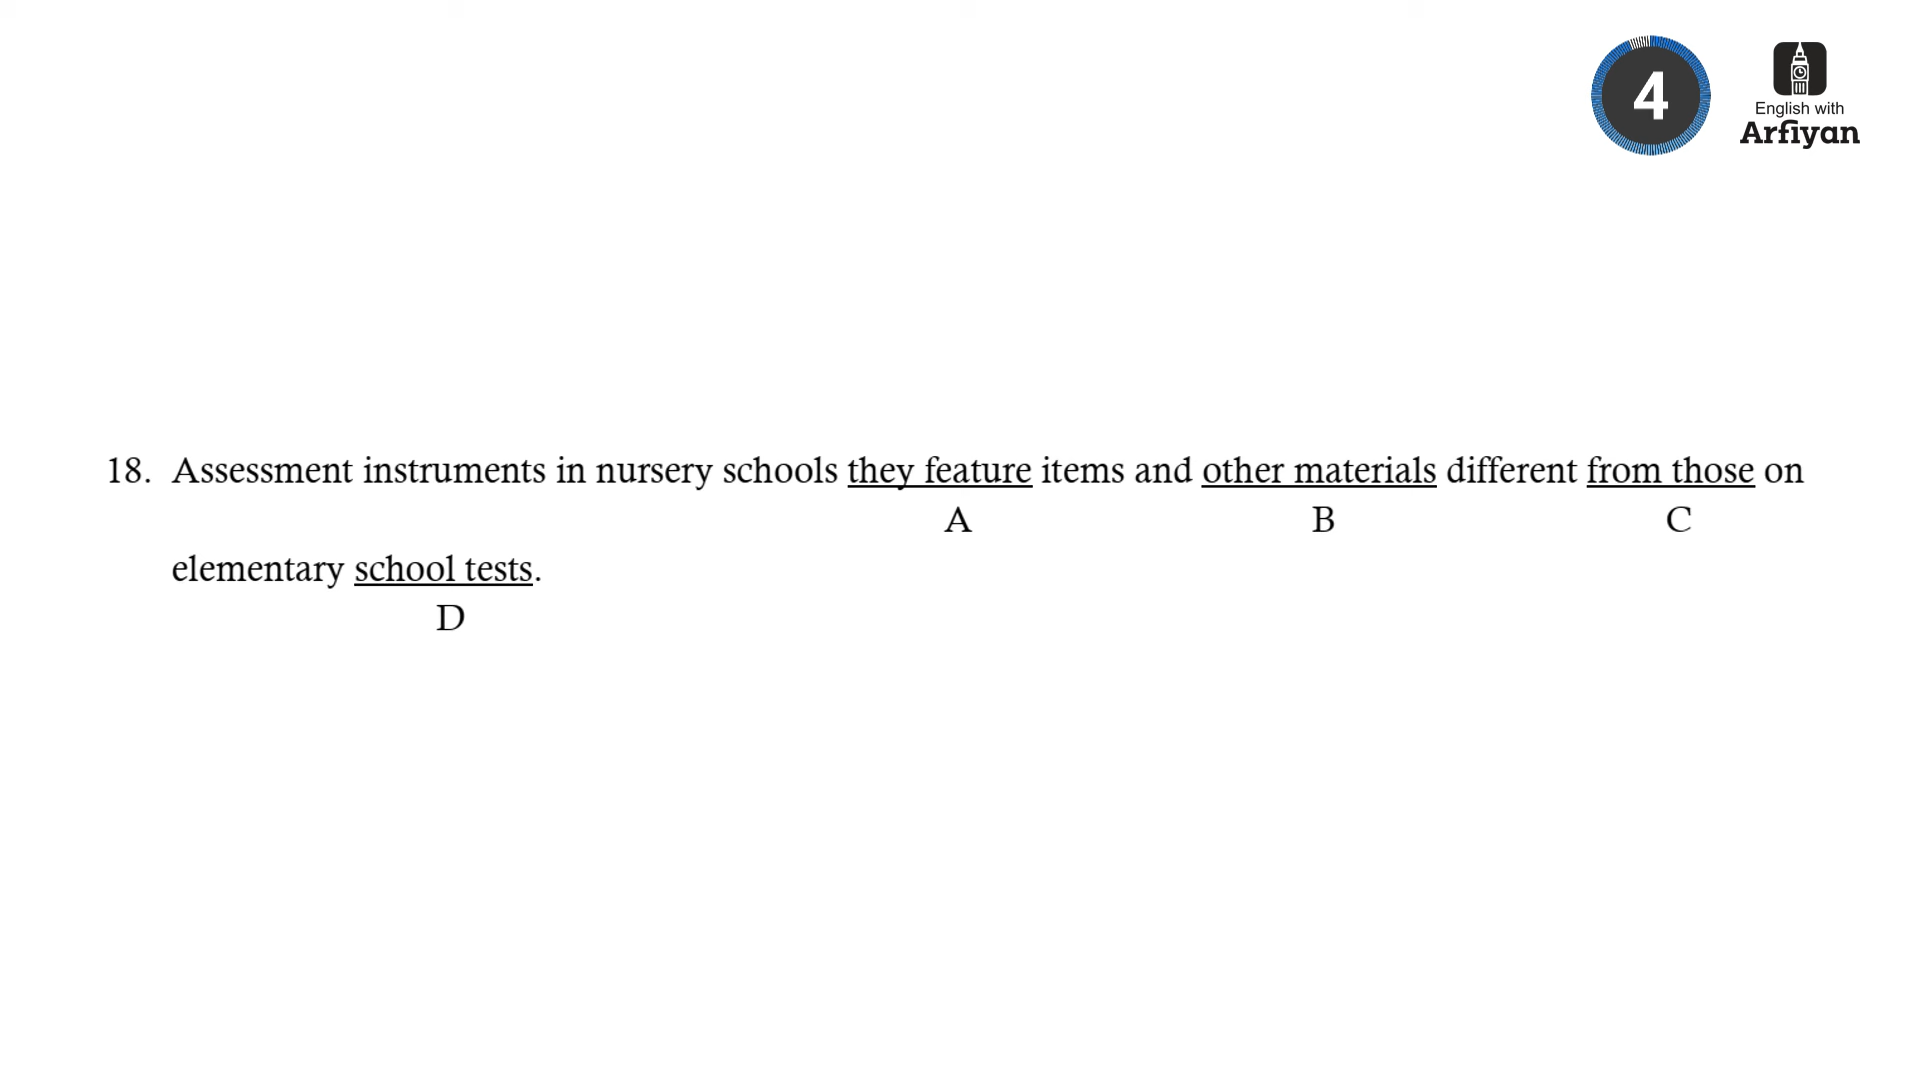 4
English with
Arfiyan
18. Assessment instruments in nursery schools they feature items and other materials different from those on
A B C
elementary school tests.
D